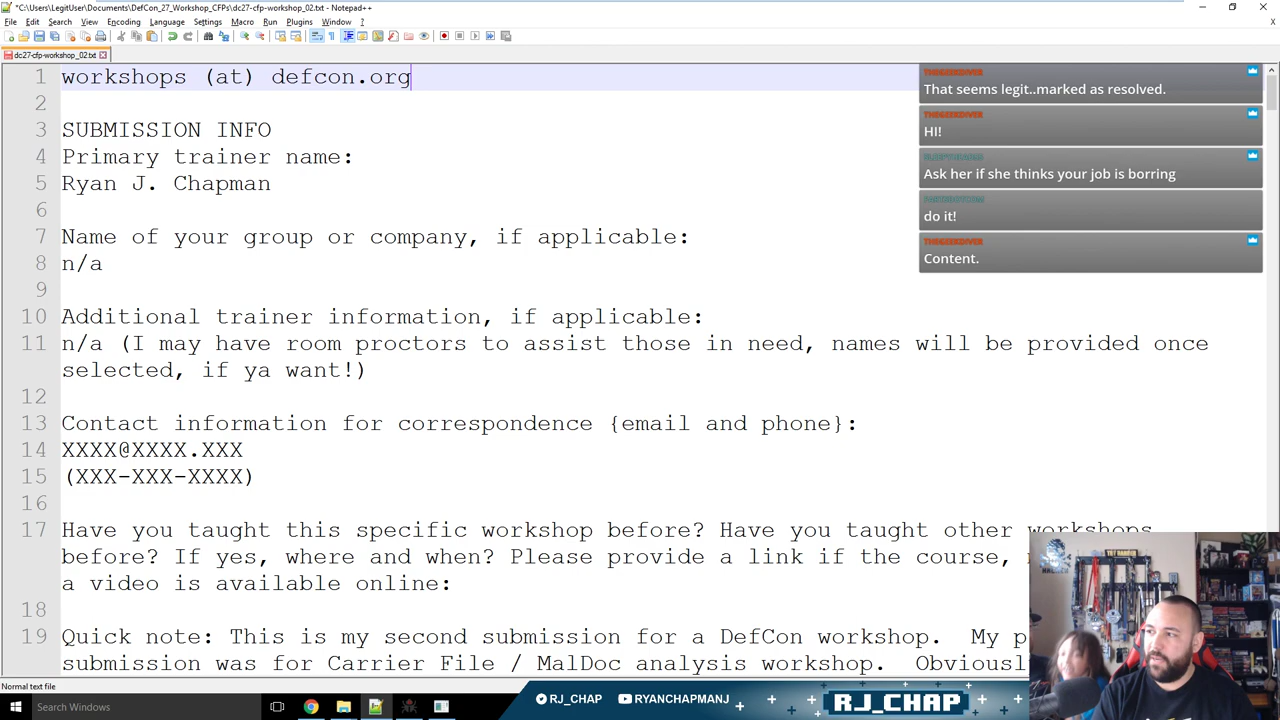 *C:\Users\LegitUser\Documents\DefCon_27_Workshop_CFPs\dc27-cfp-workshop_02.txt - Notepad++
File Edit Search View Encoding Language Settings Macro Run Plugins Window ?
X
dc27-cfp-workshop_02.txt
1 workshops (at) defcon.org
2
3 SUBMISSION INFO
4 Primary trainer name:
5 Ryan J. Chapman
6
7 Name of your group or company, if applicable:
8 n/a
9
10 Additional trainer information, if applicable:
11 n/a (I may have room proctors to assist those in need, names will be provided once
selected, if ya want!)
12
13 Contact information for correspondence {email and phone}:
14 XXXX@XXXX.XXX
15 (XXX-XXX-XXXX)
16
17 Have you taught this specific workshop before? Have you taught other workshops
before? If yes, where and when? Please provide a link if the course,
a video is available online:
18
19 Quick note: This is my second submission for a DefCon workshop. My
submission was for Carrier File / MalDoc analysis workshop. Obviously
THEGEEKDIVER
That seems legit..marked as resolved.
THEGEEKDIVER
HI!
Ask her if she thinks your job is borring
do it!
THEGEEKDIVER
Content.
Normal text file
Search Windows
RJ_CHAP
RYANCHAPMANJ
RJ_CHAP